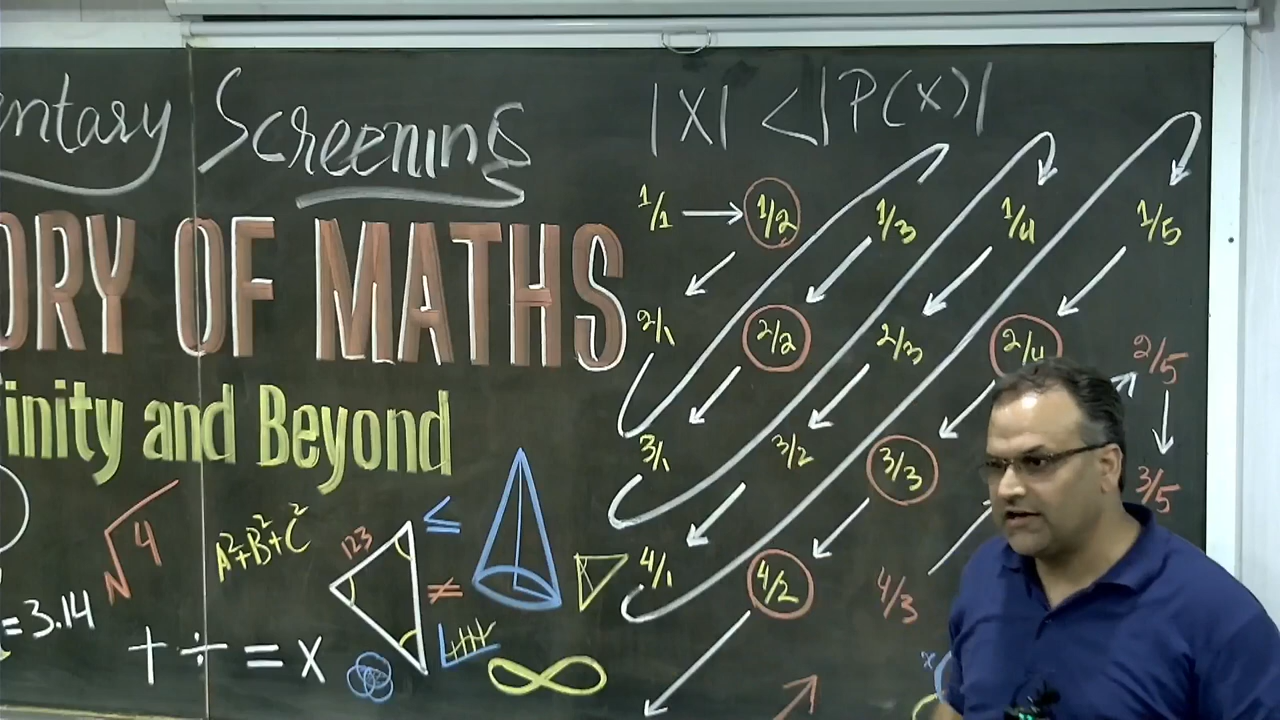 entary Screening
ORY OF MATHS
inity and Beyond
√4
A²+B²+C²
123
≤
≠
= 3.14
+ ÷ = x
|X| < |P(X)|
1/1 1/2 1/3 1/4 1/5
2/1 2/2 2/3 2/4 2/5
3/1 3/2 3/3 3/5
4/1 4/2 4/3
x